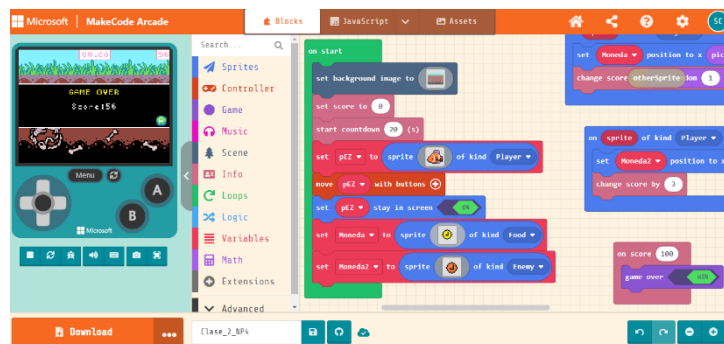 Microsoft | MakeCode Arcade
Blocks
JavaScript
Assets
SC
00:00
56
GAME OVER
Score:56
Menu
A
B
Microsoft
Search...
Sprites
Controller
Game
Music
Scene
Info
Loops
Logic
Variables
Math
Extensions
Advanced
on start
set background image to
set score to 0
start countdown 20 (s)
set pEZ to sprite of kind Player
move pEZ with buttons
set pEZ stay in screen ON
set Moneda to sprite of kind Food
set Moneda2 to sprite of kind Enemy
set Moneda position to x pic
change score
otherSprite
1
on sprite of kind Player
set Moneda2 position to x
change score by 3
on score 100
game over WIN
Download
Clase_2_NP4